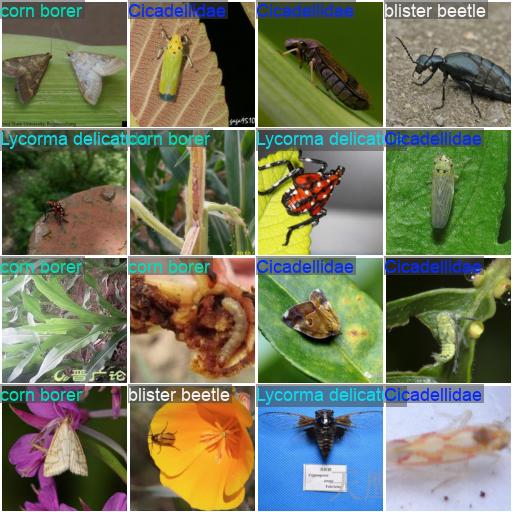 corn borer
Cicadellidae
Cicadellidae
blister beetle
gaga9510
Lycorma delicat
corn borer
Lycorma delicat
Cicadellidae
corn borer
corn borer
Cicadellidae
Cicadellidae
corn borer
blister beetle
Lycorma delicat
Cicadellidae